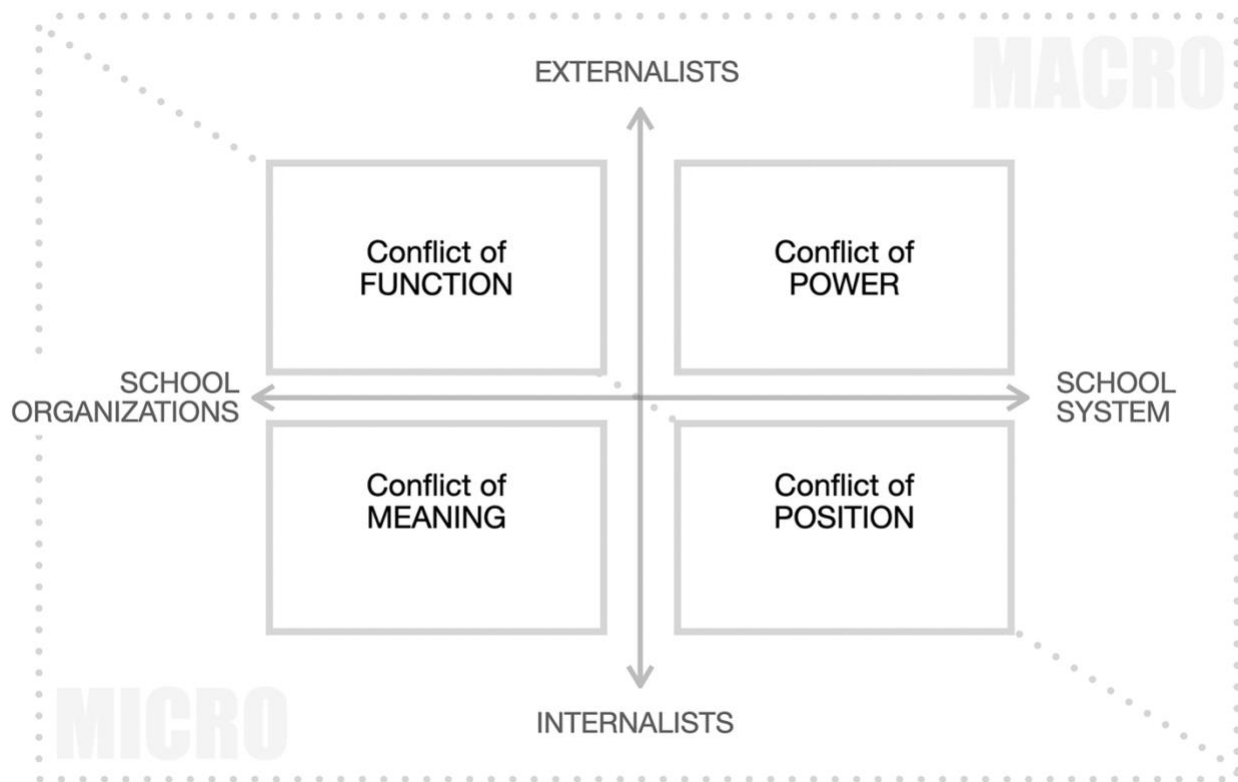 MACRO
EXTERNALISTS
Conflict of
FUNCTION
Conflict of
POWER
SCHOOL
ORGANIZATIONS
SCHOOL
SYSTEM
Conflict of
MEANING
Conflict of
POSITION
MICRO
INTERNALISTS